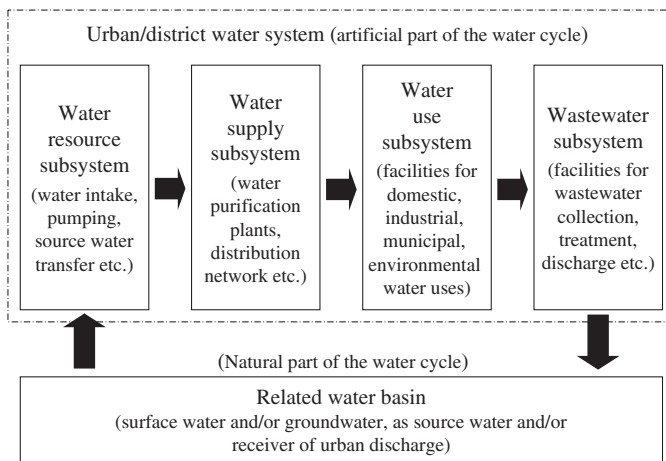 Urban/district water system (artificial part of the water cycle)
Water
resource
subsystem
(water intake,
pumping,
source water
transfer etc.)
Water
supply
subsystem
(water
purification
plants,
distribution
network etc.)
Water
use
subsystem
(facilities for
domestic,
industrial,
municipal,
environmental
water uses)
Wastewater
subsystem
(facilities for
wastewater
collection,
treatment,
discharge etc.)
(Natural part of the water cycle)
Related water basin
(surface water and/or groundwater, as source water and/or
receiver of urban discharge)